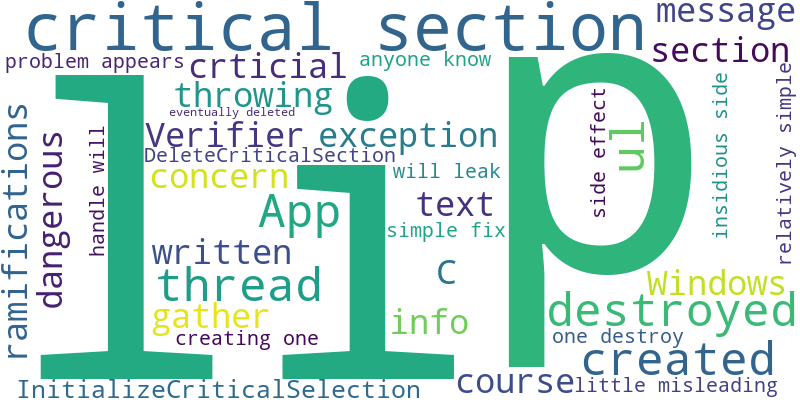 critical section
message
section
problem appears
crticial
anyone know
throwing
eventually deleted
Verifier
exception
DeleteCriticalSection
concern
will leak
App
text
simple fix
written
C
thread
gather
info
creating one
InitializeCriticalSelection
course
little misleading
created
one destroy
destroyed
Windows
li
p
ul
side effect
insidious side
relatively simple
ramifications
dangerous
handle will